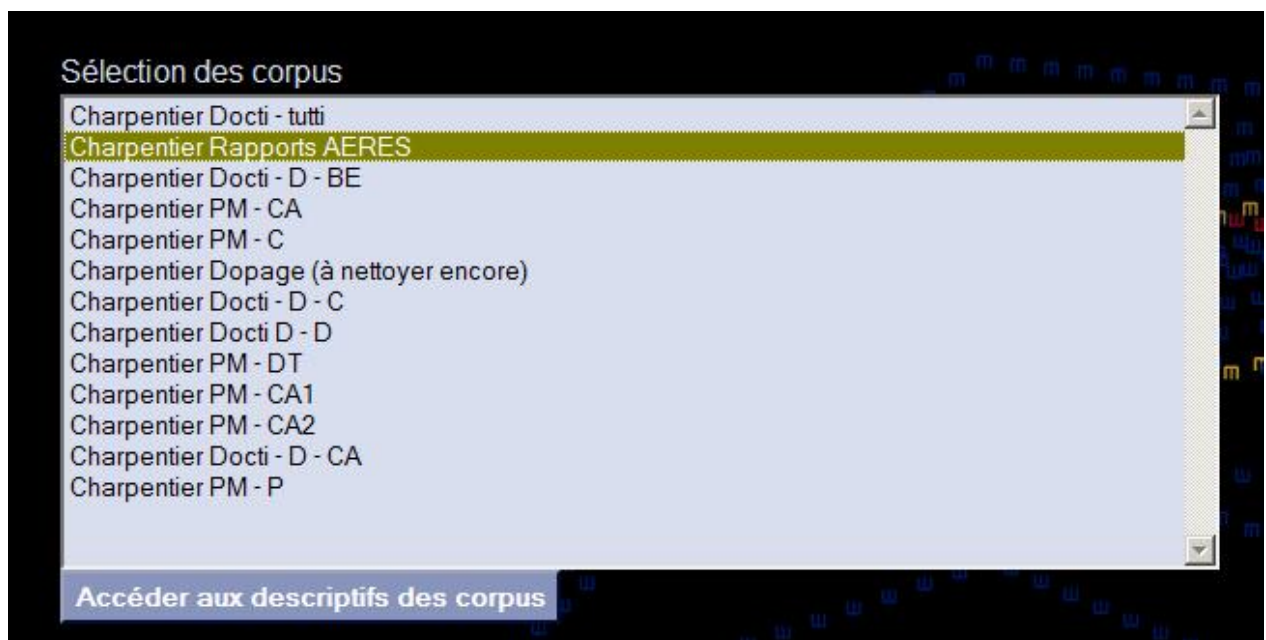 Sélection des corpus
Charpentier Docti - tutti
Charpentier Rapports AERES
Charpentier Docti - D - BE
Charpentier PM - CA
Charpentier PM - C
Charpentier Dopage (à nettoyer encore)
Charpentier Docti - D - C
Charpentier Docti D - D
Charpentier PM - DT
Charpentier PM - CA1
Charpentier PM - CA2
Charpentier Docti - D - CA
Charpentier PM - P
Accéder aux descriptifs des corpus